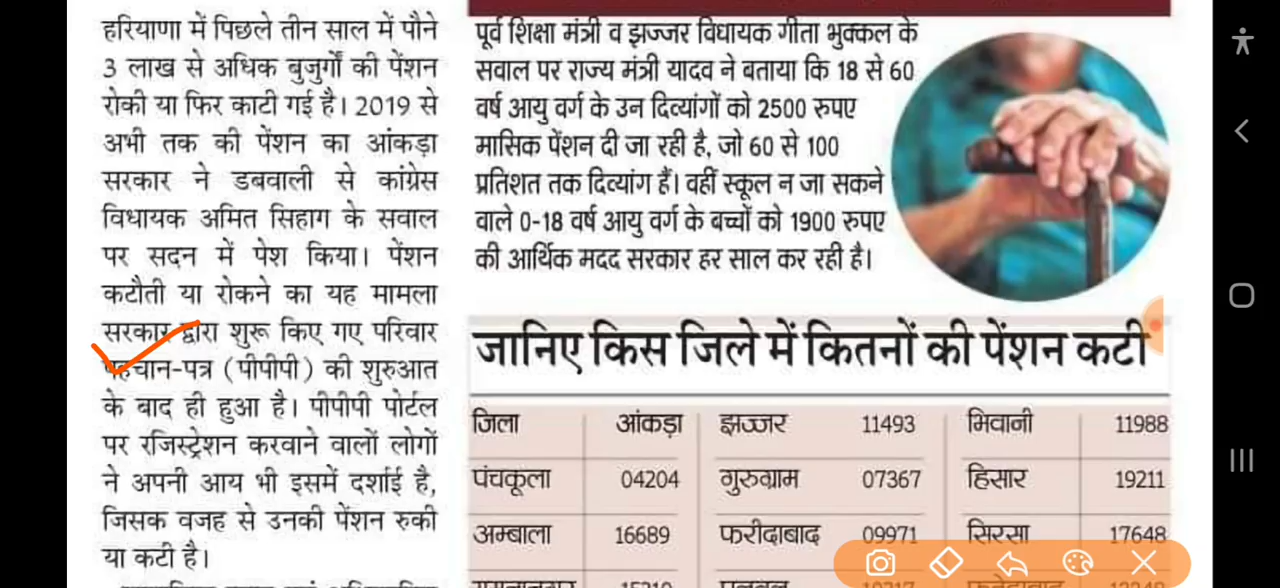 हरियाणा में पिछले तीन साल में पौने
3 लाख से अधिक बुजुर्गों की पेंशन
रोकी या फिर काटी गई है। 2019 से
अभी तक की पेंशन का आंकड़ा
सरकार ने डबवाली से कांग्रेस
विधायक अमित सिहाग के सवाल
पर सदन में पेश किया। पेंशन
कटौती या रोकने का यह मामला
सरकार द्वारा शुरू किए गए परिवार
पहचान-पत्र (पीपीपी) की शुरुआत
के बाद ही हुआ है। पीपीपी पोर्टल
पर रजिस्ट्रेशन करवाने वालों लोगों
ने अपनी आय भी इसमें दर्शाई है,
जिसक वजह से उनकी पेंशन रुकी
या कटी है।
पूर्व शिक्षा मंत्री व झज्जर विधायक गीता भुक्कल के
सवाल पर राज्य मंत्री यादव ने बताया कि 18 से 60
वर्ष आयु वर्ग के उन दिव्यांगों को 2500 रुपए
मासिक पेंशन दी जा रही है, जो 60 से 100
प्रतिशत तक दिव्यांग हैं। वहीं स्कूल न जा सकने
वाले 0-18 वर्ष आयु वर्ग के बच्चों को 1900 रुपए
की आर्थिक मदद सरकार हर साल कर रही है।
जानिए किस जिले में कितनों की पेंशन कटी
जिला आंकड़ा झज्जर 11493 भिवानी 11988
पंचकूला 04204 गुरुग्राम 07367 हिसार 19211
अम्बाला 16689 फरीदाबाद 09971 सिरसा 17648